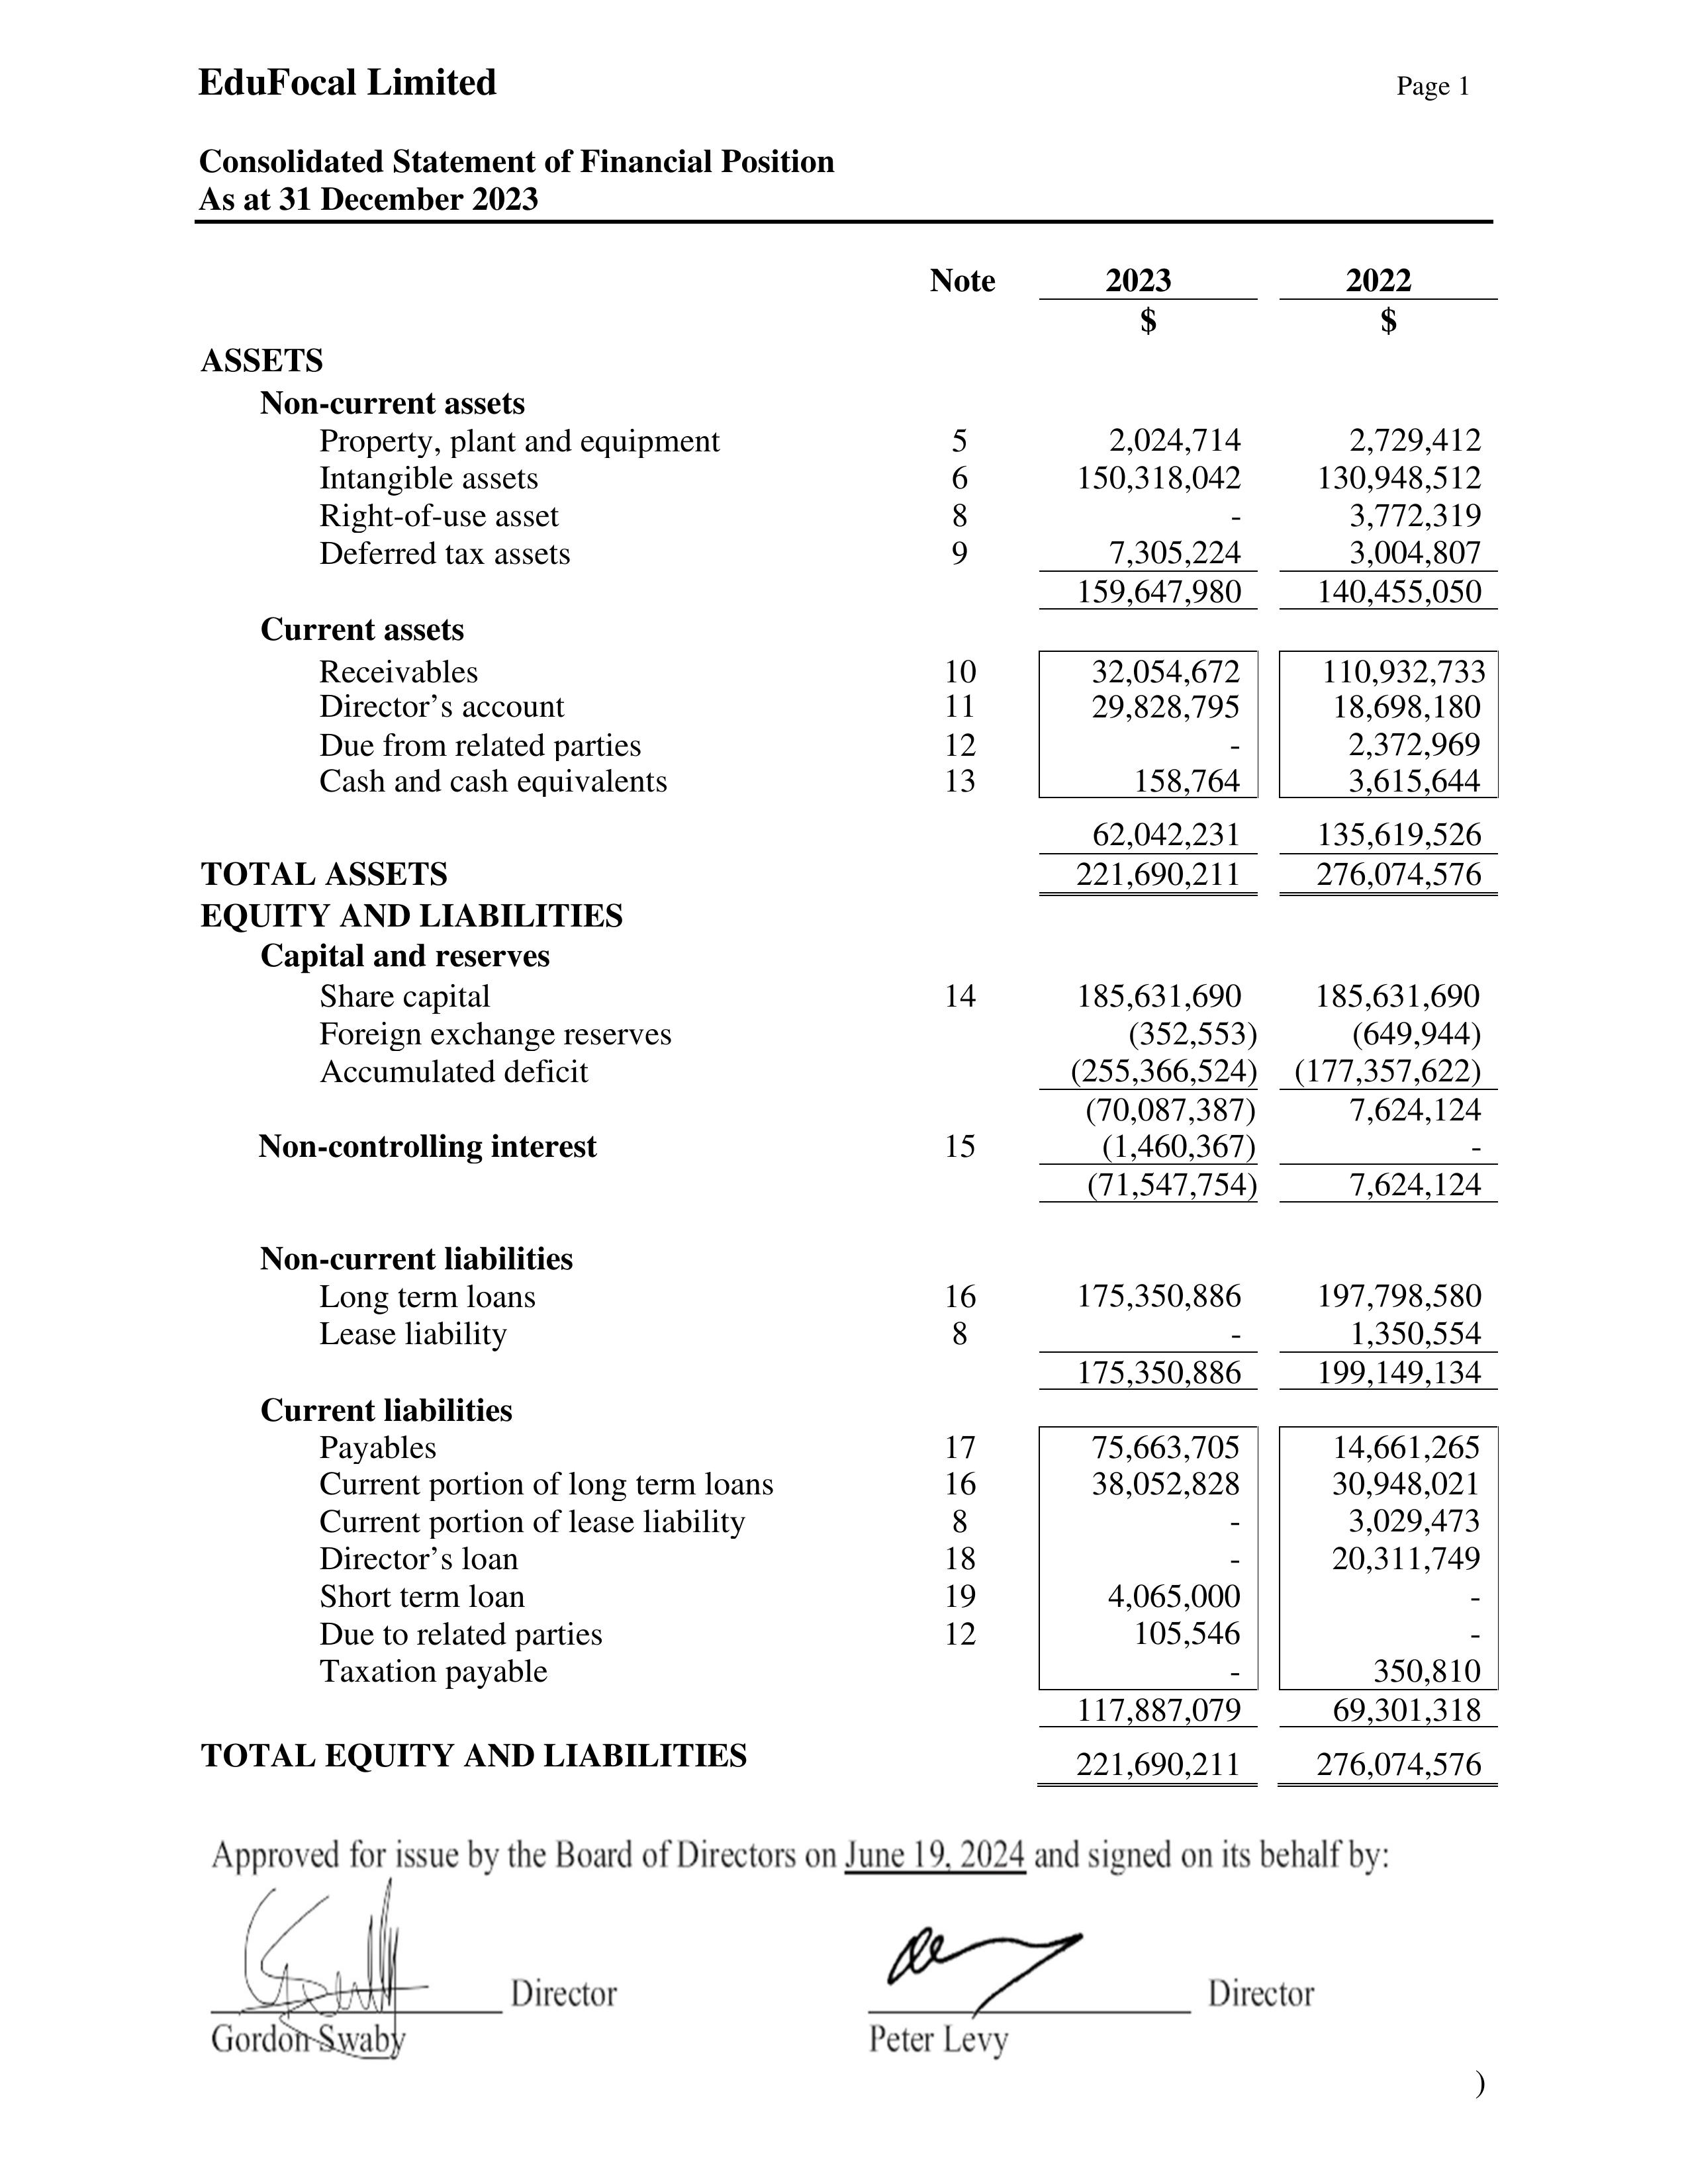 EduFocal Limited Page 1
Consolidated Statement of Financial Position
As at 31 December 2023
Note 2023 2022
$ $
ASSETS
Non-current assets
Property, plant and equipment 5 2,024,714 2,729,412
Intangible assets 6 150,318,042 130,948,512
Right-of-use asset 8 - 3,772,319
Deferred tax assets 9 7,305,224 3,004,807
159,647,980 140,455,050
Current assets
Receivables 10 32,054,672 110,932,733
Director’s account 11 29,828,795 18,698,180
Due from related parties 12 - 2,372,969
Cash and cash equivalents 13 158,764 3,615,644
62,042,231 135,619,526
TOTAL ASSETS 221,690,211 276,074,576
EQUITY AND LIABILITIES
Capital and reserves
Share capital 14 185,631,690 185,631,690
Foreign exchange reserves (352,553) (649,944)
Accumulated deficit (255,366,524) (177,357,622)
(70,087,387) 7,624,124
Non-controlling interest 15 (1,460,367) -
(71,547,754) 7,624,124
Non-current liabilities
Long term loans 16 175,350,886 197,798,580
Lease liability 8 - 1,350,554
175,350,886 199,149,134
Current liabilities
Payables 17 75,663,705 14,661,265
Current portion of long term loans 16 38,052,828 30,948,021
Current portion of lease liability 8 - 3,029,473
Director’s loan 18 - 20,311,749
Short term loan 19 4,065,000 -
Due to related parties 12 105,546 -
Taxation payable - 350,810
117,887,079 69,301,318
TOTAL EQUITY AND LIABILITIES 221,690,211 276,074,576
Approved for issue by the Board of Directors on June 19, 2024 and signed on its behalf by:
Director Director
Gordon Swaby Peter Levy
)